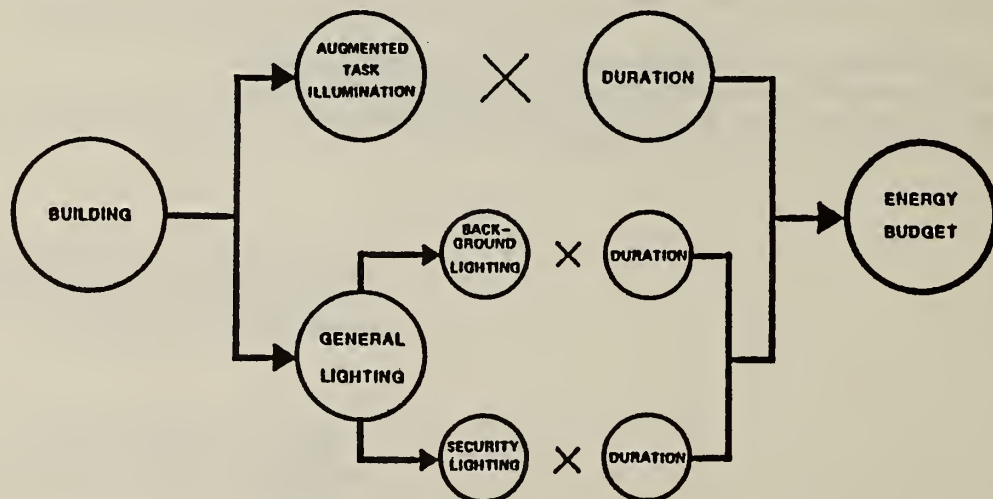 AUGMENTED
TASK
ILLUMINATION
DURATION
BUILDING
ENERGY
BUDGET
BACK-
GROUND
LIGHTING
DURATION
GENERAL
LIGHTING
SECURITY
LIGHTING
DURATION